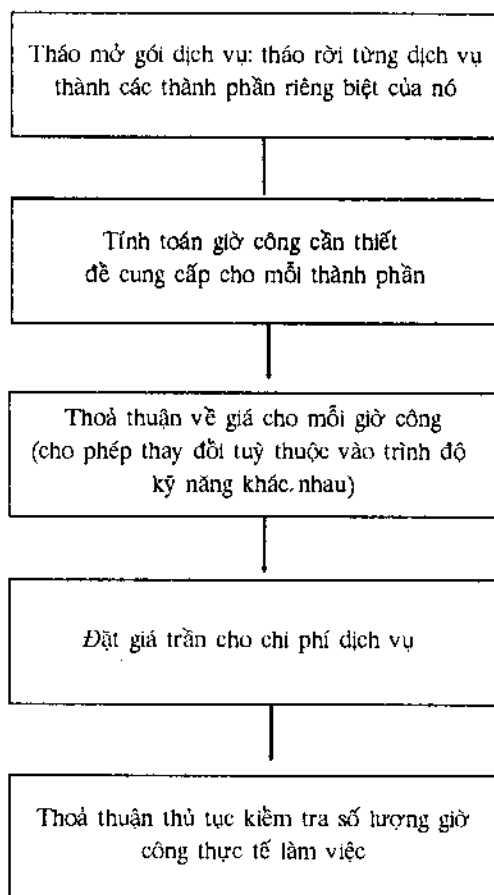 Tháo mở gói dịch vụ: tháo rời từng dịch vụ
thành các thành phần riêng biệt của nó
Tính toán giờ công cần thiết
để cung cấp cho mỗi thành phần
Thoả thuận về giá cho mỗi giờ công
(cho phép thay đổi tuỳ thuộc vào trình độ
kỹ năng khác nhau)
Đặt giá trần cho chi phí dịch vụ
Thoả thuận thủ tục kiểm tra số lượng giờ
công thực tế làm việc